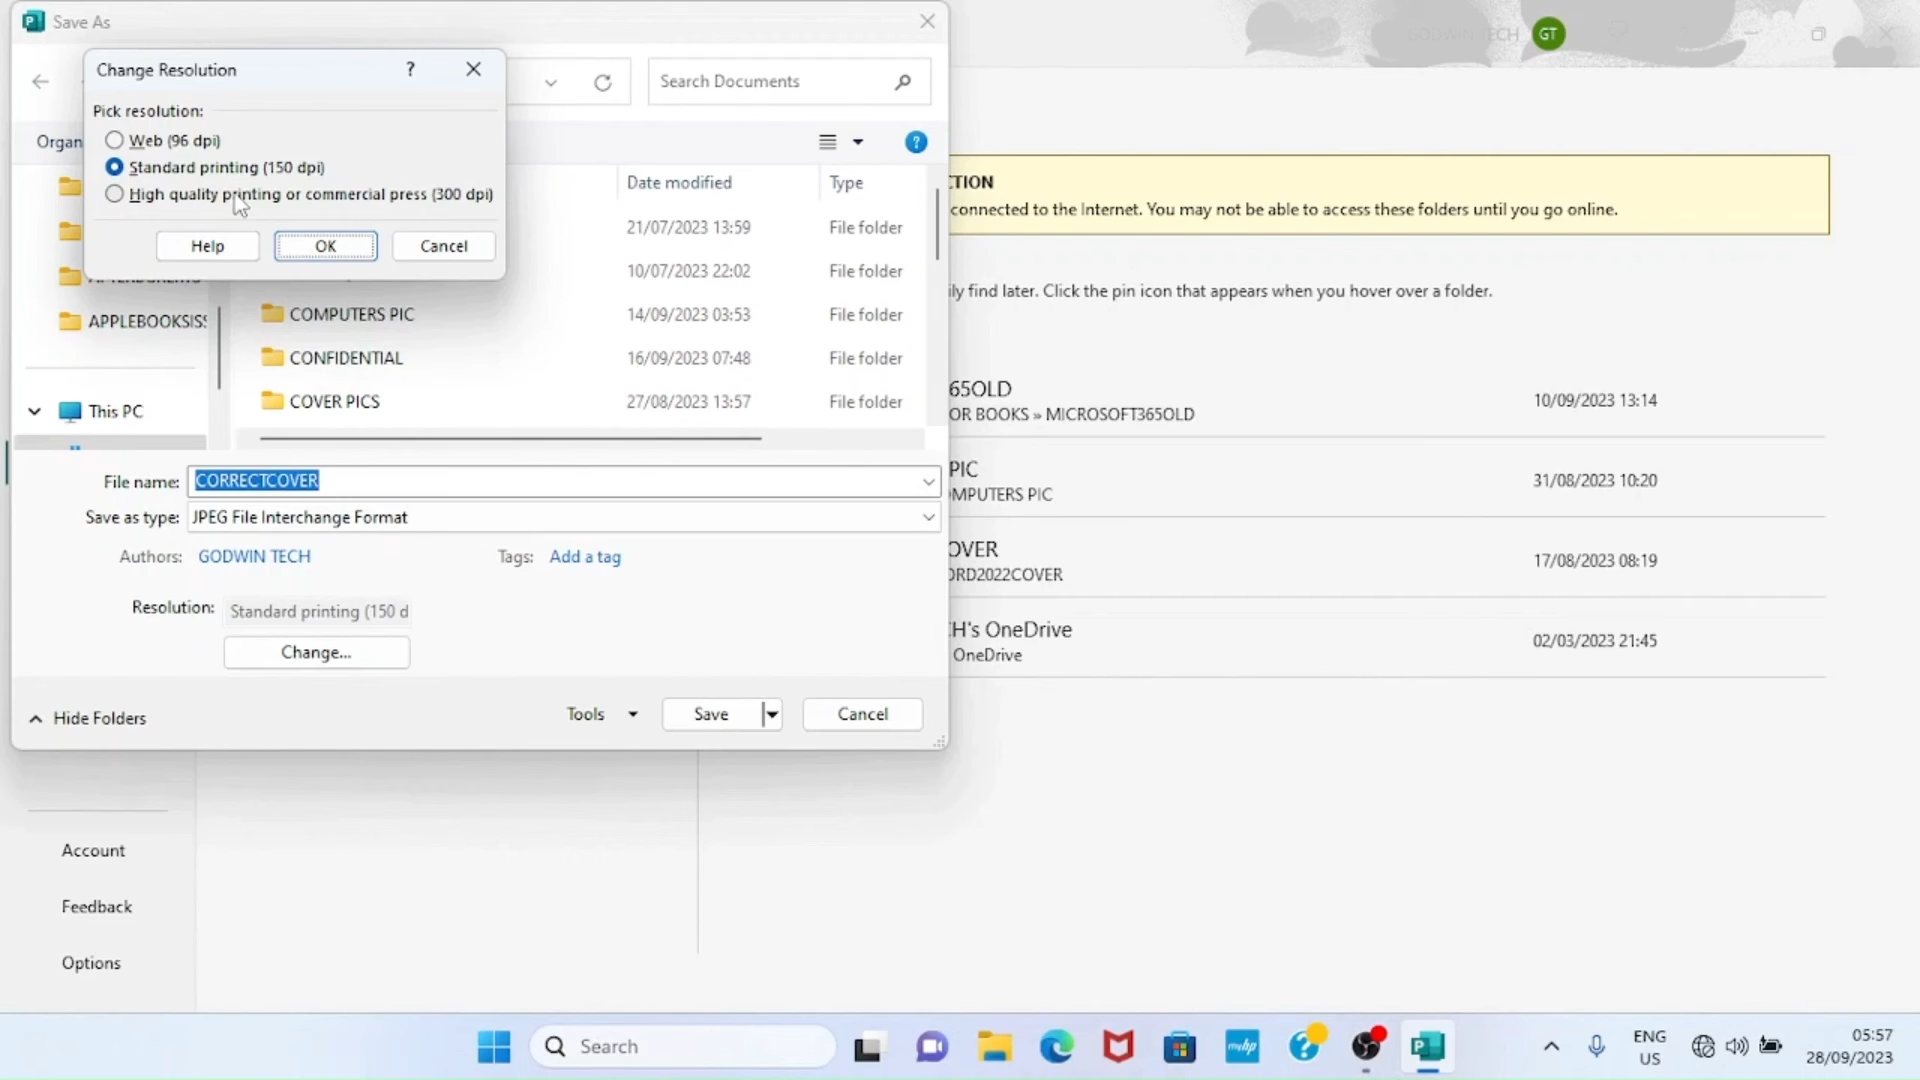 Save As
GODWIN TECH GT
Change Resolution ? 
Search Documents
Pick resolution:
Web (96 dpi)
Standard printing (150 dpi)
High quality printing or commercial press (300 dpi)
Help OK Cancel
Organ
?
Date modified Type
21/07/2023 13:59 File folder
10/07/2023 22:02 File folder
COMPUTERS PIC 14/09/2023 03:53 File folder
CONFIDENTIAL 16/09/2023 07:48 File folder
COVER PICS 27/08/2023 13:57 File folder
APPLEBOOKSIS
This PC
File name: CORRECTCOVER
Save as type: JPEG File Interchange Format
Authors: GODWIN TECH Tags: Add a tag
Resolution: Standard printing (150 d
Change...
Hide Folders Tools Save Cancel
CTION
connected to the Internet. You may not be able to access these folders until you go online.
ily find later. Click the pin icon that appears when you hover over a folder.
65OLD
OR BOOKS » MICROSOFT365OLD
10/09/2023 13:14
PIC
OMPUTERS PIC
31/08/2023 10:20
OVER
ORD2022COVER
17/08/2023 08:19
H's OneDrive
OneDrive
02/03/2023 21:45
Account
Feedback
Options
Search
myhp
ENG
US
05:57
28/09/2023